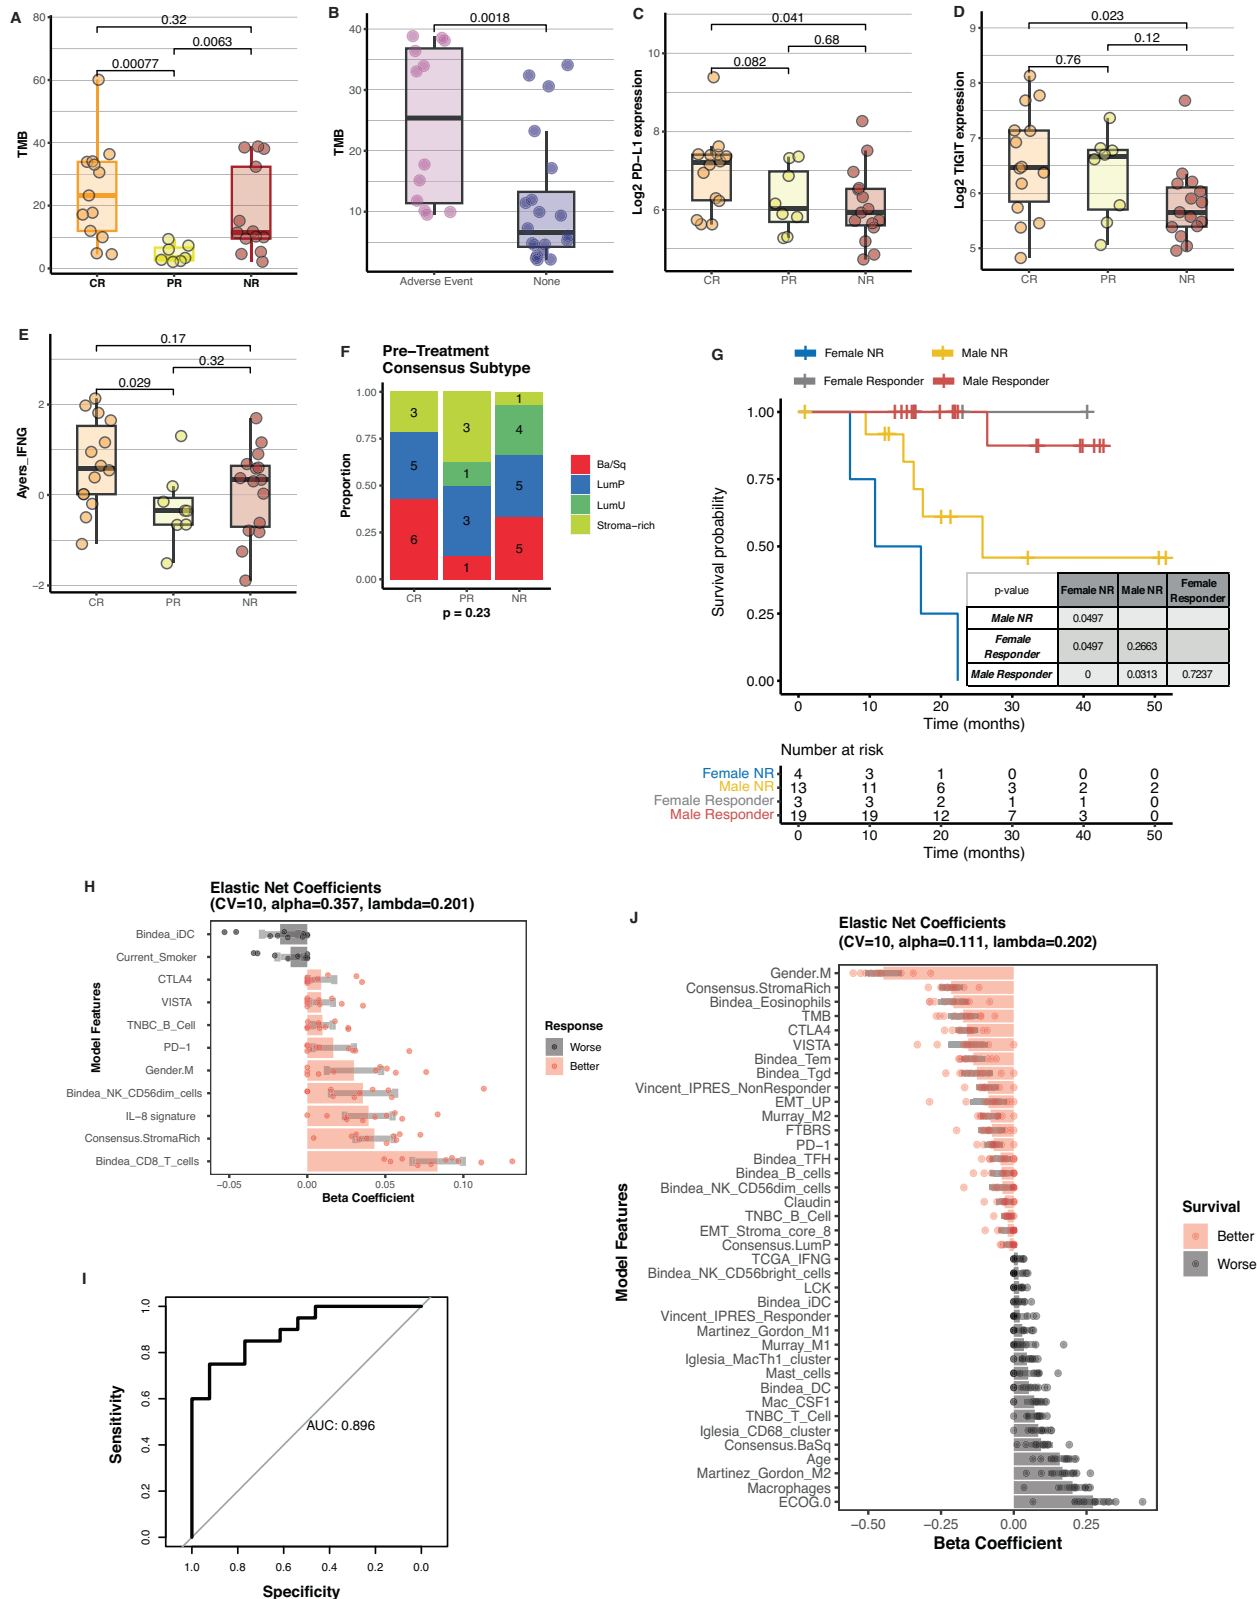 A
TMB
80
60
40
20
0
0.32
0.0063
0.00077
CR
PR
NR
B
TMB
40
30
20
10
0.0018
Adverse Event
None
C
Log2 PD−L1 expression
10
8
6
0.041
0.68
0.082
CR
PR
NR
D
Log2 TIGIT expression
9
8
7
6
5
0.023
0.12
0.76
CR
PR
NR
E
Ayers_IFNG
2
0
−2
0.17
0.32
0.029
CR
PR
NR
F
Pre−Treatment
Consensus Subtype
Proportion
1.00
0.75
0.50
0.25
0.00
3
5
6
3
1
3
1
1
4
5
5
CR
PR
NR
p = 0.23
Ba/Sq
LumP
LumU
Stroma−rich
G
Female NR
Male NR
Female Responder
Male Responder
Survival probability
1.00
0.75
0.50
0.25
0.00
0 10 20 30 40 50
Time (months)
p-value Female NR Male NR Female Responder
Male NR 0.0497
Female Responder 0.0497 0.2663
Male Responder 0 0.0313 0.7237
Number at risk
Female NR 4 3 1 0 0 0
Male NR 13 11 6 3 2 2
Female Responder 3 3 2 1 1 0
Male Responder 19 19 12 7 3 0
0 10 20 30 40 50
Time (months)
H
Elastic Net Coefficients
(CV=10, alpha=0.357, lambda=0.201)
Model Features
Bindea_iDC
Current_Smoker
CTLA4
VISTA
TNBC_B_Cell
PD−1
Gender.M
Bindea_NK_CD56dim_cells
IL−8 signature
Consensus.StromaRich
Bindea_CD8_T_cells
−0.05 0.00 0.05 0.10
Beta Coefficient
Response
Worse
Better
I
Sensitivity
1.0
0.8
0.6
0.4
0.2
0.0
AUC: 0.896
1.0 0.8 0.6 0.4 0.2 0.0
Specificity
J
Elastic Net Coefficients
(CV=10, alpha=0.111, lambda=0.202)
Model Features
Gender.M
Consensus.StromaRich
Bindea_Eosinophils
TMB
CTLA4
VISTA
Bindea_Tem
Bindea_Tgd
Vincent_IPRES_NonResponder
EMT_UP
Murray_M2
FTBRS
PD−1
Bindea_TFH
Bindea_B_cells
Bindea_NK_CD56dim_cells
Claudin
TNBC_B_Cell
EMT_Stroma_core_8
Consensus.LumP
TCGA_IFNG
Bindea_NK_CD56bright_cells
LCK
Bindea_iDC
Vincent_IPRES_Responder
Martinez_Gordon_M1
Murray_M1
Iglesia_MacTh1_cluster
Mast_cells
Bindea_DC
Mac_CSF1
TNBC_T_Cell
Iglesia_CD68_cluster
Consensus.BaSq
Age
Martinez_Gordon_M2
Macrophages
ECOG.0
−0.50 −0.25 0.00 0.25
Beta Coefficient
Survival
Better
Worse